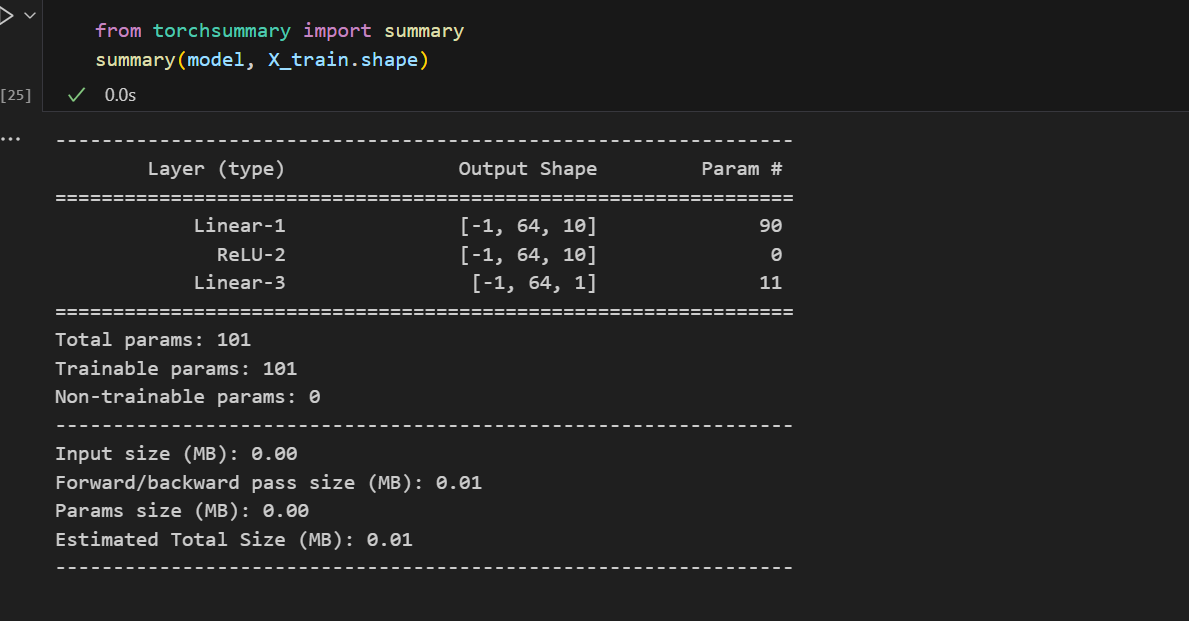 from torchsummary import summary
summary(model, X_train.shape)
[25]
0.0s
...
----------------------------------------------------------------
Layer (type) Output Shape Param #
================================================================
Linear-1 [-1, 64, 10] 90
ReLU-2 [-1, 64, 10] 0
Linear-3 [-1, 64, 1] 11
================================================================
Total params: 101
Trainable params: 101
Non-trainable params: 0
----------------------------------------------------------------
Input size (MB): 0.00
Forward/backward pass size (MB): 0.01
Params size (MB): 0.00
Estimated Total Size (MB): 0.01
----------------------------------------------------------------